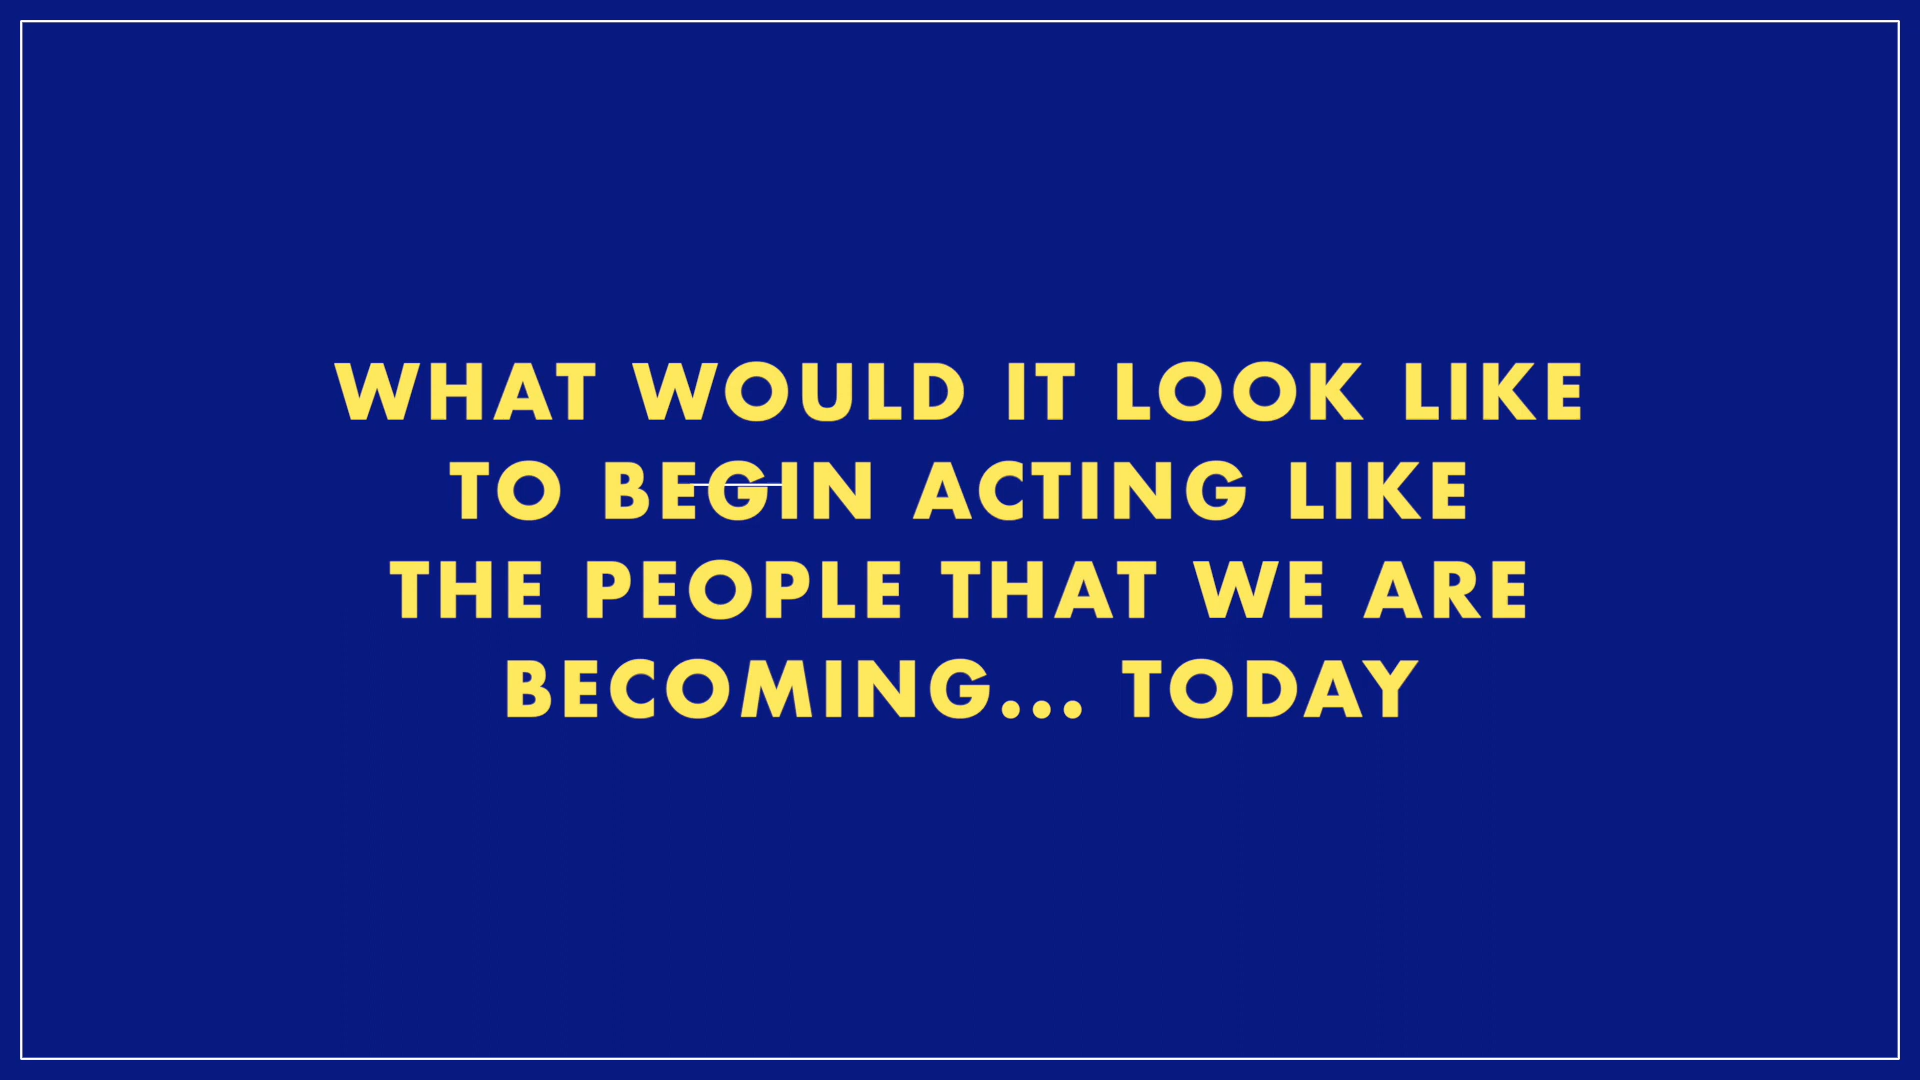 WHAT WOULD IT LOOK LIKE
TO BEGIN ACTING LIKE
THE PEOPLE THAT WE ARE
BECOMING... TODAY